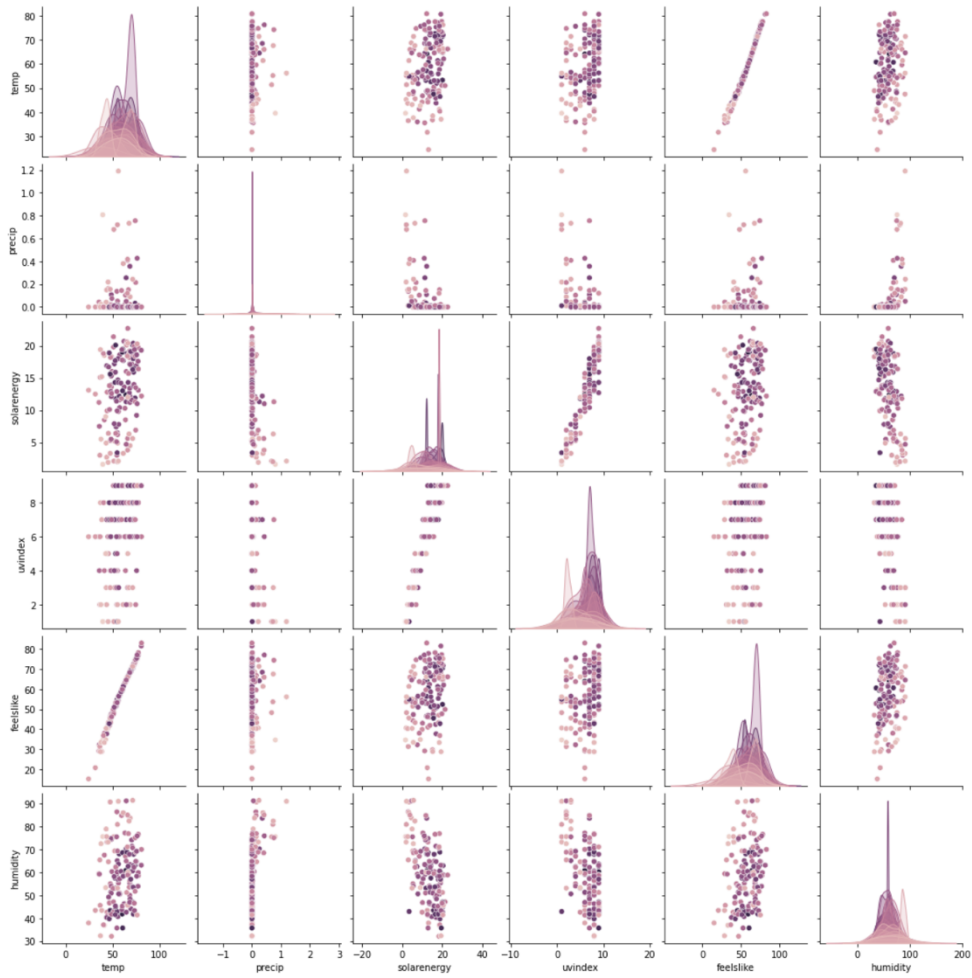 80
70
60
50
40
30
temp
1.2
1.0
0.8
0.6
0.4
0.2
0.0
precip
20
15
10
5
solarenergy
8
6
4
2
uvindex
80
70
60
50
40
30
20
feelslike
90
80
70
60
50
40
30
humidity
0 50 100
−1 0 1 2 3
−20 0 20 40
−10 0 10 20
0 50 100
0 100 200
temp precip solarenergy uvindex feelslike humidity